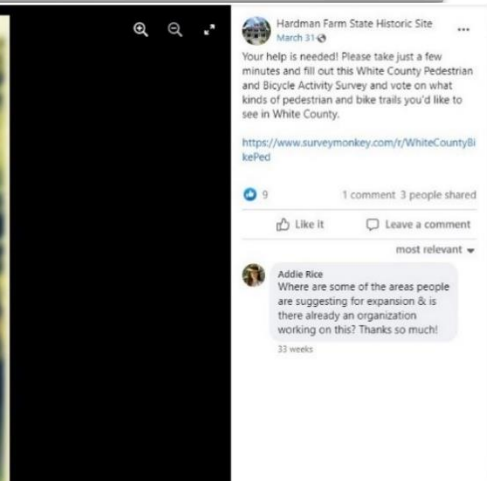 Hardman Farm State Historic Site
March 31
Your help is needed! Please take just a few
minutes and fill out this White County Pedestrian
and Bicycle Activity Survey and vote on what
kinds of pedestrian and bike trails you'd like to
see in White County.
https://www.surveymonkey.com/r/WhiteCountyBi
kePed
9 1 comment 3 people shared
Like it Leave a comment
most relevant
Addie Rice
Where are some of the areas people
are suggesting for expansion & is
there already an organization
working on this? Thanks so much!
33 weeks